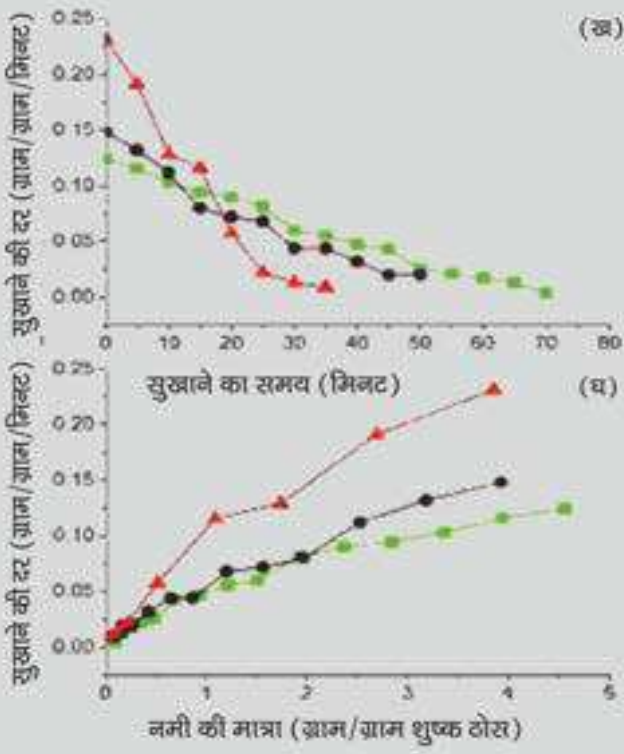 (ख)
सुखाने की दर (ग्राम/ग्राम/मिनट)
0.25
0.20
0.15
0.10
0.05
0.00
0 10 20 30 40 50 60 70 80
सुखाने का समय (मिनट)
(घ)
सुखाने की दर (ग्राम/ग्राम/मिनट)
0.25
0.20
0.15
0.10
0.05
0.00
0 1 2 3 4 5
नमी की मात्रा (ग्राम/ग्राम शुष्क ठोस)